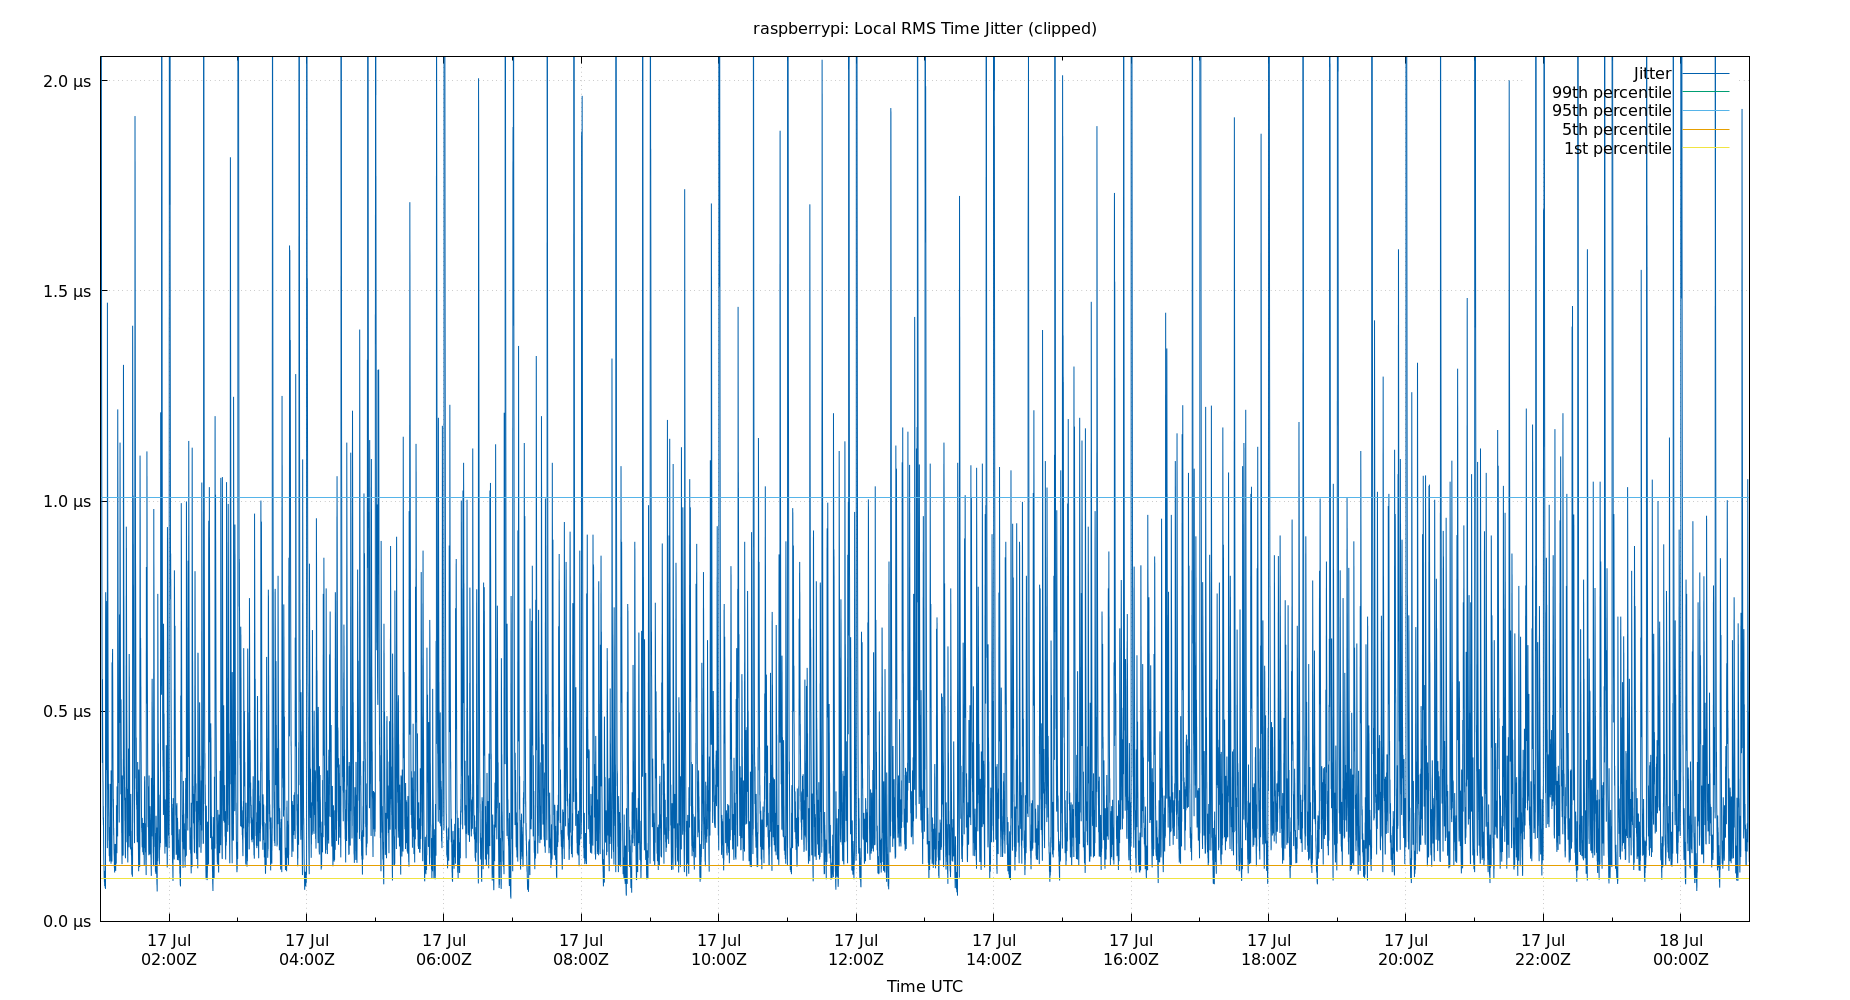 raspberrypi: Local RMS Time Jitter (clipped)
2.0 μs
1.5 μs
1.0 μs
0.5 μs
0.0 μs
Jitter
99th percentile
95th percentile
5th percentile
1st percentile
17 Jul 17 Jul 17 Jul 17 Jul 17 Jul 17 Jul 17 Jul 17 Jul 17 Jul 17 Jul 17 Jul 18 Jul
02:00Z 04:00Z 06:00Z 08:00Z 10:00Z 12:00Z 14:00Z 16:00Z 18:00Z 20:00Z 22:00Z 00:00Z
Time UTC